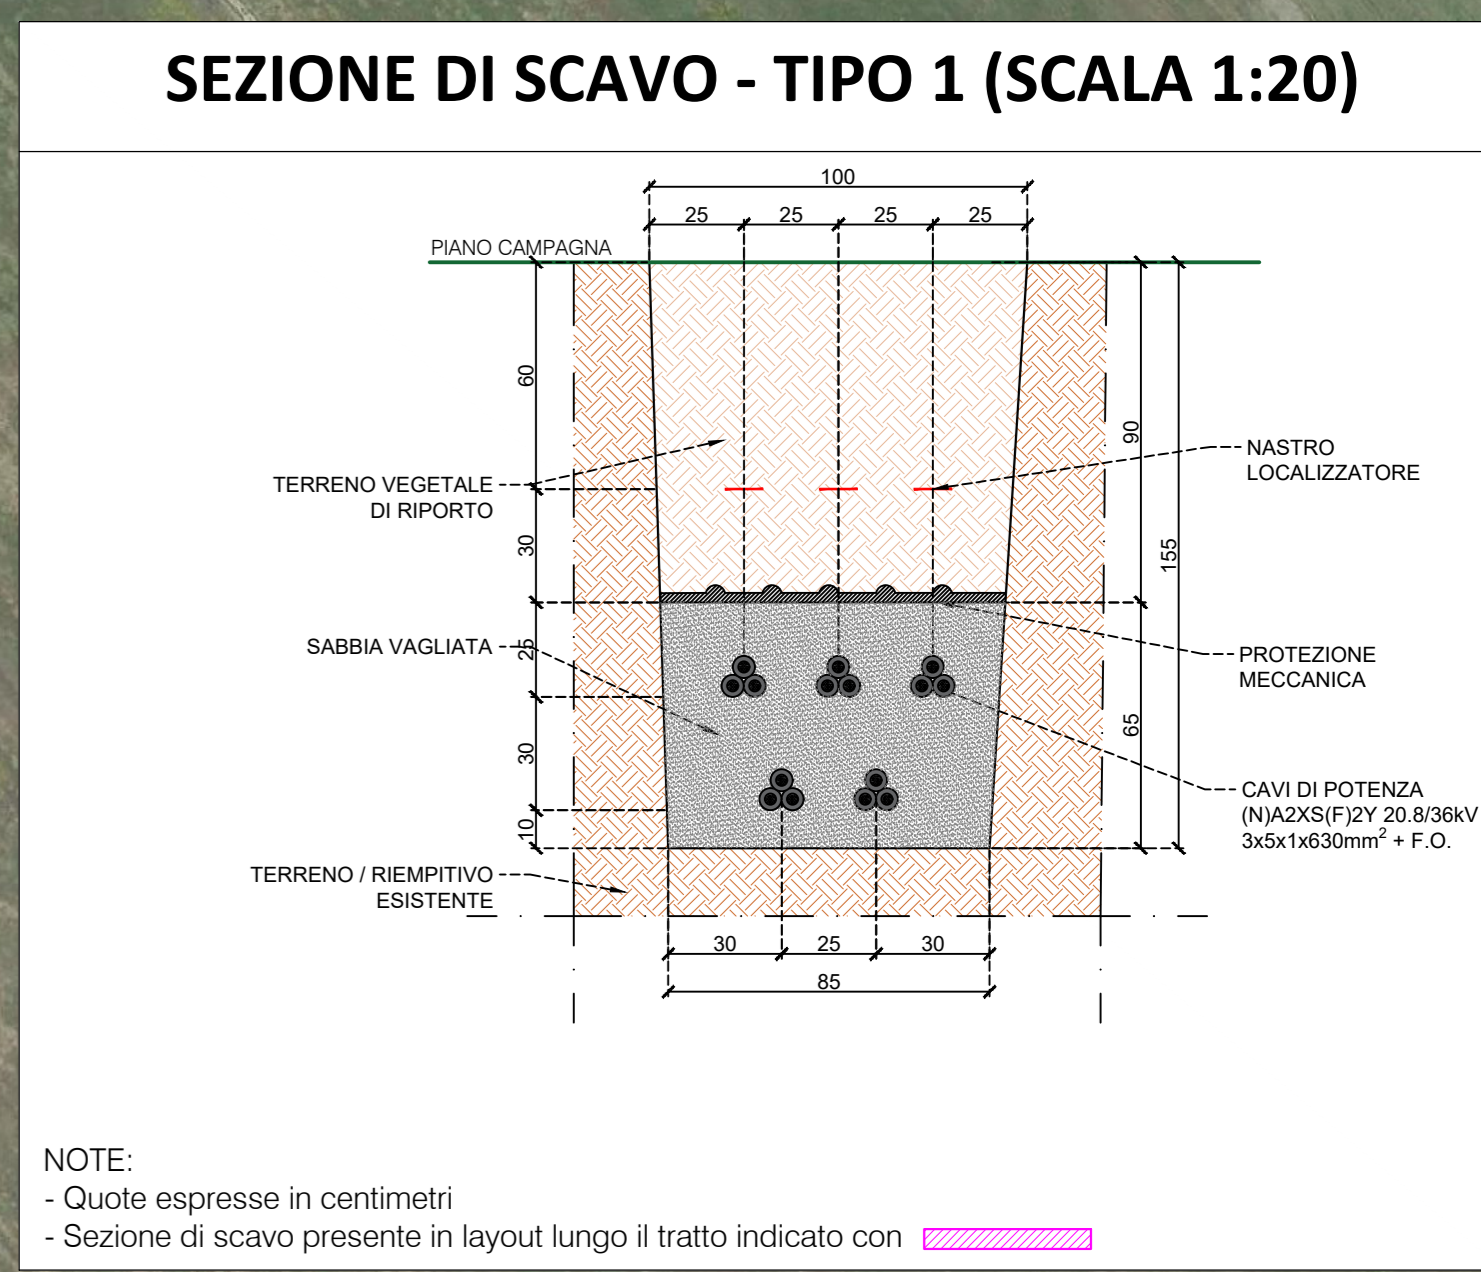 SEZIONE DI SCAVO - TIPO 1 (SCALA 1:20)
100
25 25 25 25
PIANO CAMPAGNA
60
90
NASTRO
LOCALIZZATORE
TERRENO VEGETALE
DI RIPORTO
30
155
SABBIA VAGLIATA
25
PROTEZIONE
MECCANICA
65
30
CAVI DI POTENZA
(N)A2XS(F)2Y 20.8/36kV
3x5x1x630mm² + F.O.
10
TERRENO / RIEMPITIVO
ESISTENTE
30 25 30
85
NOTE:
- Quote espresse in centimetri
- Sezione di scavo presente in layout lungo il tratto indicato con